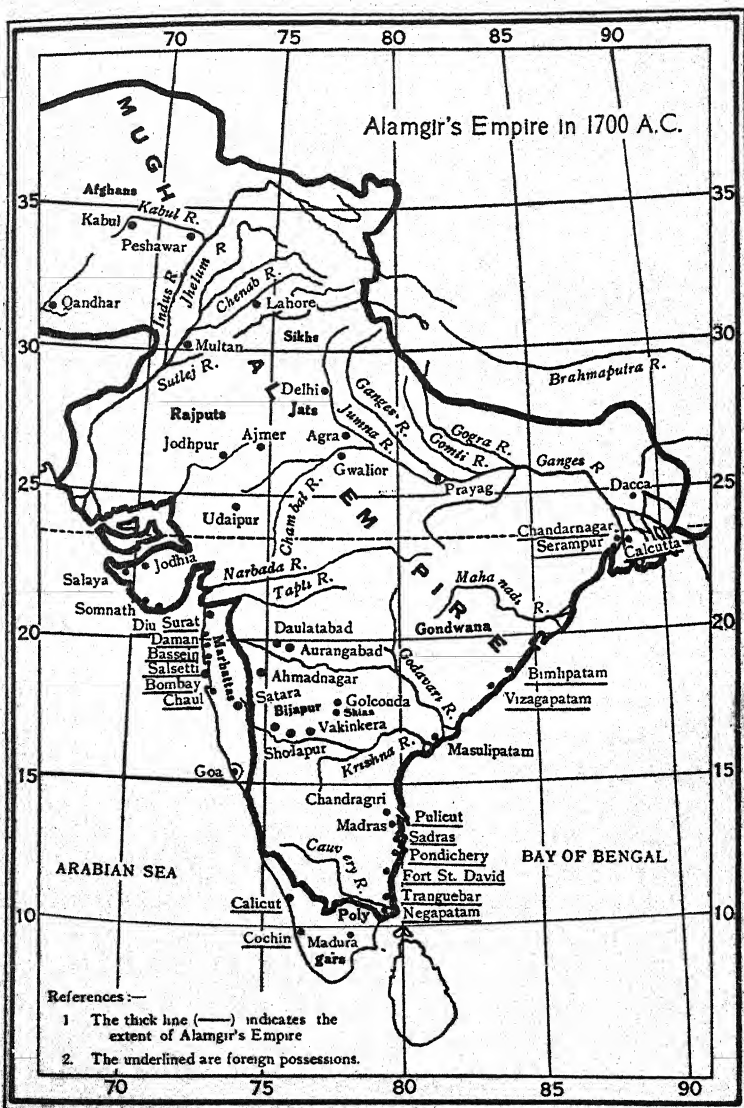 70 75 80 85 90
Alamgir's Empire in 1700 A.C.
MUGHAL EMPIRE
35 35
Afghans
Kabul R.
Kabul
Peshawar
Indus R.
Jhelum R
Chenab R.
Qandhar
Lahore
Sikhs
30 30
Multan
Sutlej R.
Brahmaputra R.
Delhi
Jats
Rajputs
Ganges R.
Jumna R.
Gogra R.
Gomti R.
Ajmer
Agra
Jodhpur
Gwalior
Ganges R
Prayag
25 25
Dacca
Udaipur
Chambal R.
Chandarnagar
Serampur
Calcutta
Jodhia
Salaya
Narbada R.
Tapti R.
Mahanadi R.
Somnath
Gondwana
Diu Surat
20 20
Daman
Bassein
Salsetti
Bombay
Chaul
Marhattas
Daulatabad
Aurangabad
Ahmadnagar
Godavari R.
Bimlipatam
Vizagapatam
Satara
Golconda
Bijapur
Shias
Vakinkera
Sholapur
Krishna R.
Masulipatam
Goa
15 15
Chandragiri
Madras
Pulicut
Sadras
Pondichery
Fort St. David
Tranguebar
Negapatam
Cauvery R.
ARABIAN SEA
BAY OF BENGAL
Calicut
10 10
Poly
gars
Cochin
Madura
References:—
1 The thick line (——) indicates the
extent of Alamgir's Empire
2. The underlined are foreign possessions.
70 75 80 85 90